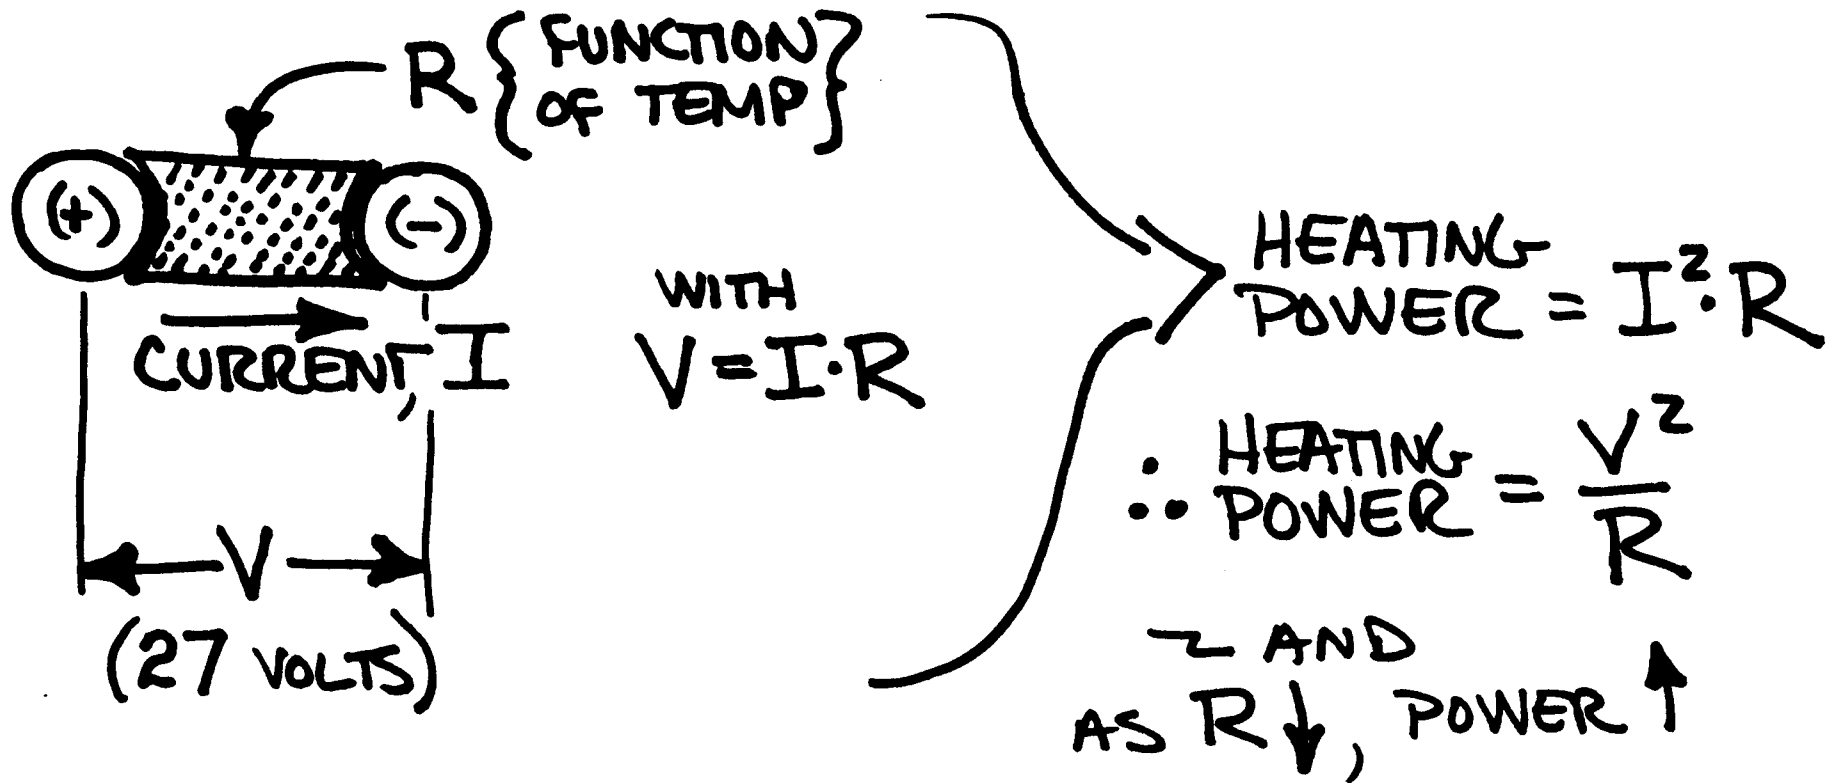 R { FUNCTION
OF TEMP }
(+)
(-)
CURRENT, I
V
(27 VOLTS)
WITH
V = I·R
HEATING
POWER = I²·R
∴ HEATING
POWER = V²
R
~ AND
AS R ↓, POWER ↑